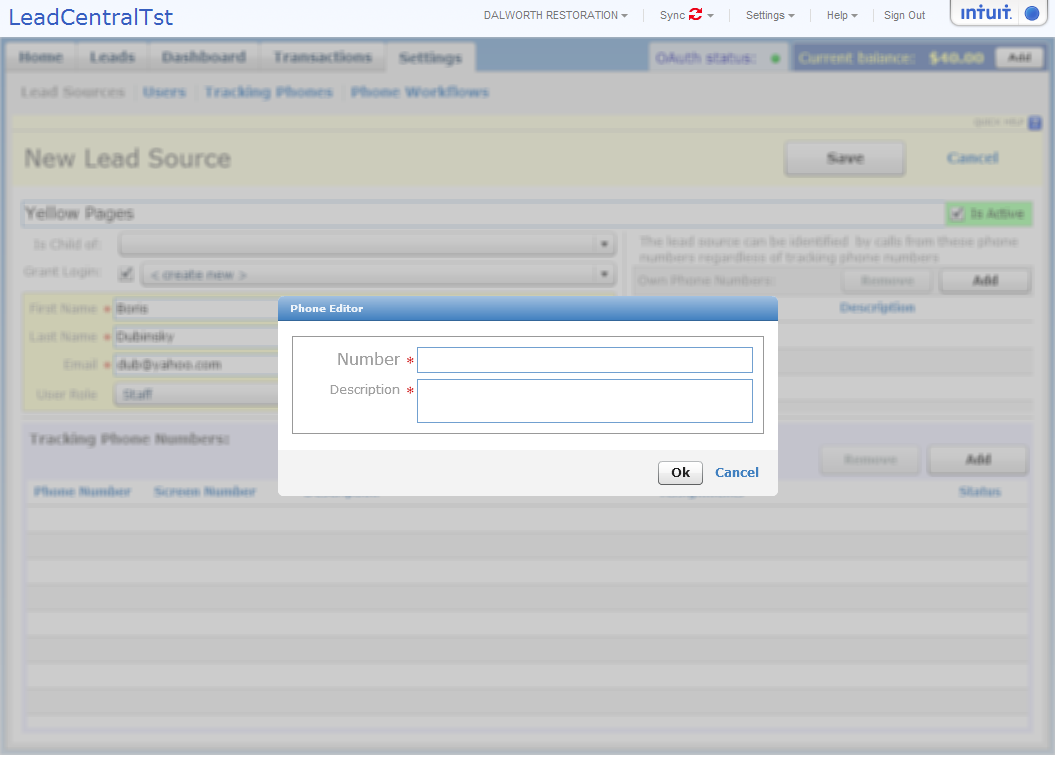 LeadCentralTst DALWORTH RESTORATION Sync Settings Help Sign Out intuit.
Home Leads Dashboard Transactions Settings OAuth status: Current balance: $40.00 Add
Lead Sources Users Tracking Phones Phone Workflows
QUICK HELP
New Lead Source Save Cancel
Yellow Pages Is Active
Is Child of: The lead source can be identified by calls from these phone
numbers regardless of tracking phone numbers
Grant Login: < create new > Own Phone Numbers: Remove Add
First Name * Boris Description
Last Name * Dubinsky
Email * dub@yahoo.com
User Role Staff
Phone Editor
Number *
Description *
Ok Cancel
Tracking Phone Numbers: Remove Add
Phone Number Screen Number Status